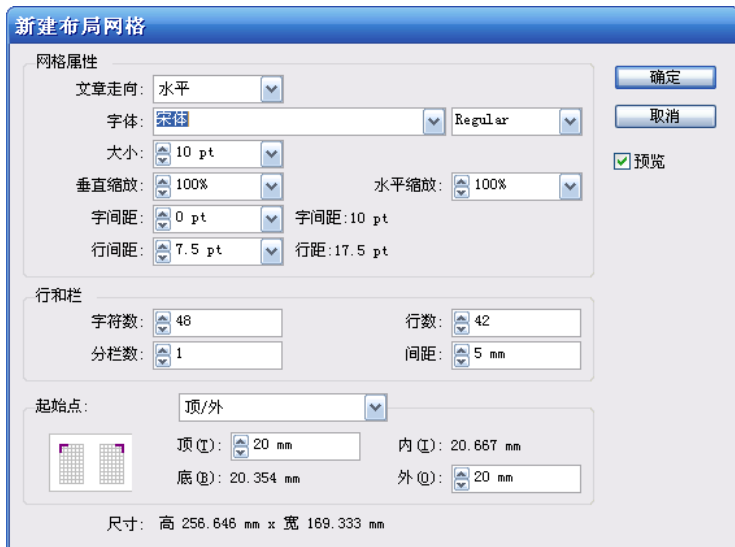 新建布局网格
网格属性
确定
文章走向: 水平
字体: 宋体 Regular
取消
大小: 10 pt
预览
垂直缩放: 100% 水平缩放: 100%
字间距: 0 pt 字间距:10 pt
行间距: 7.5 pt 行距:17.5 pt
行和栏
字符数: 48 行数: 42
分栏数: 1 间距: 5 mm
起始点: 顶/外
顶(T): 20 mm 内(I): 20.667 mm
底(B): 20.354 mm 外(O): 20 mm
尺寸: 高 256.646 mm x 宽 169.333 mm